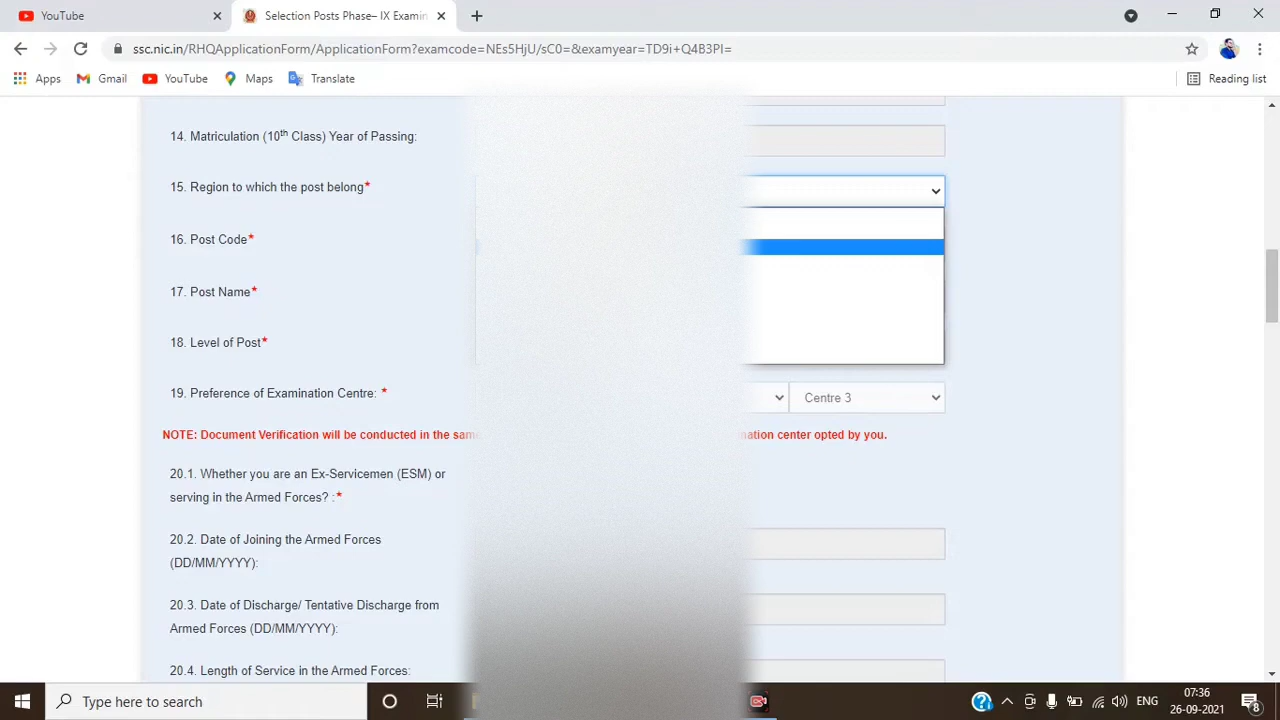 YouTube
Selection Posts Phase– IX Examin
ssc.nic.in/RHQApplicationForm/ApplicationForm?examcode=NEs5HjU/sC0=&examyear=TD9i+Q4B3PI=
Apps Gmail YouTube Maps Translate Reading list
14. Matriculation (10th Class) Year of Passing:
15. Region to which the post belong*
16. Post Code*
17. Post Name*
18. Level of Post*
19. Preference of Examination Centre: * Centre 3
NOTE: Document Verification will be conducted in the same nation center opted by you.
20.1. Whether you are an Ex-Servicemen (ESM) or
serving in the Armed Forces? :*
20.2. Date of Joining the Armed Forces
(DD/MM/YYYY):
20.3. Date of Discharge/ Tentative Discharge from
Armed Forces (DD/MM/YYYY):
20.4. Length of Service in the Armed Forces:
Type here to search
ENG
07:36
26-09-2021
8